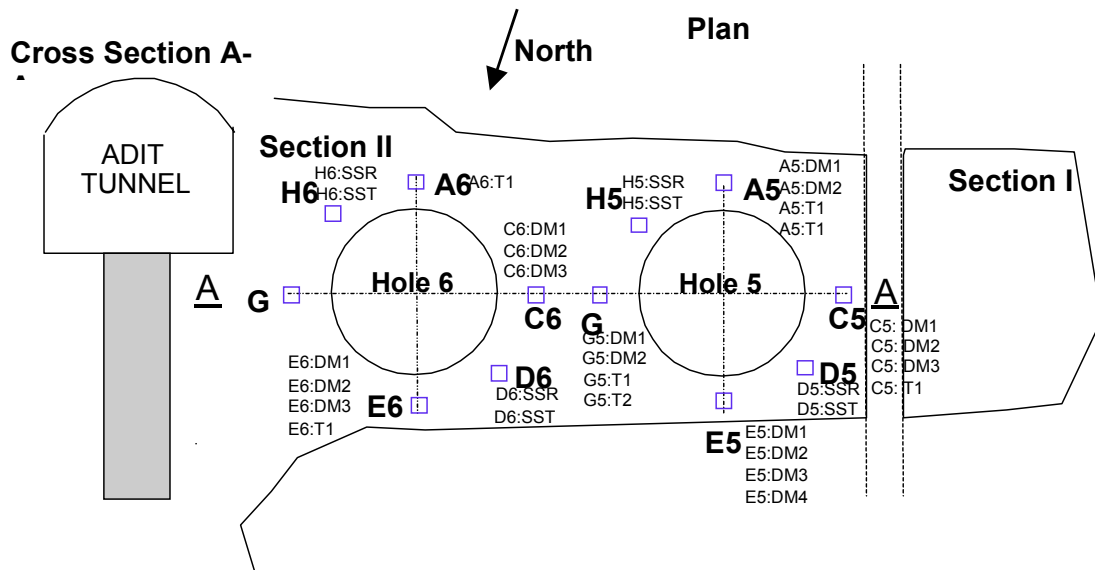 Cross Section A-
Plan
North
ADIT
TUNNEL
Section II
Section I
H6
H6:SSR
H6:SST
A6
A6:T1
H5
H5:SSR
H5:SST
A5
A5:DM1
A5:DM2
A5:T1
A5:T1
C6:DM1
C6:DM2
C6:DM3
Hole 6
Hole 5
A
G
C6
G
C5
A
C5: DM1
C5: DM2
C5: DM3
C5: T1
G5:DM1
G5:DM2
G5:T1
G5:T2
E6:DM1
E6:DM2
E6:DM3
E6:T1
E6
D6
D6:SSR
D6:SST
D5
D5:SSR
D5:SST
E5
E5:DM1
E5:DM2
E5:DM3
E5:DM4